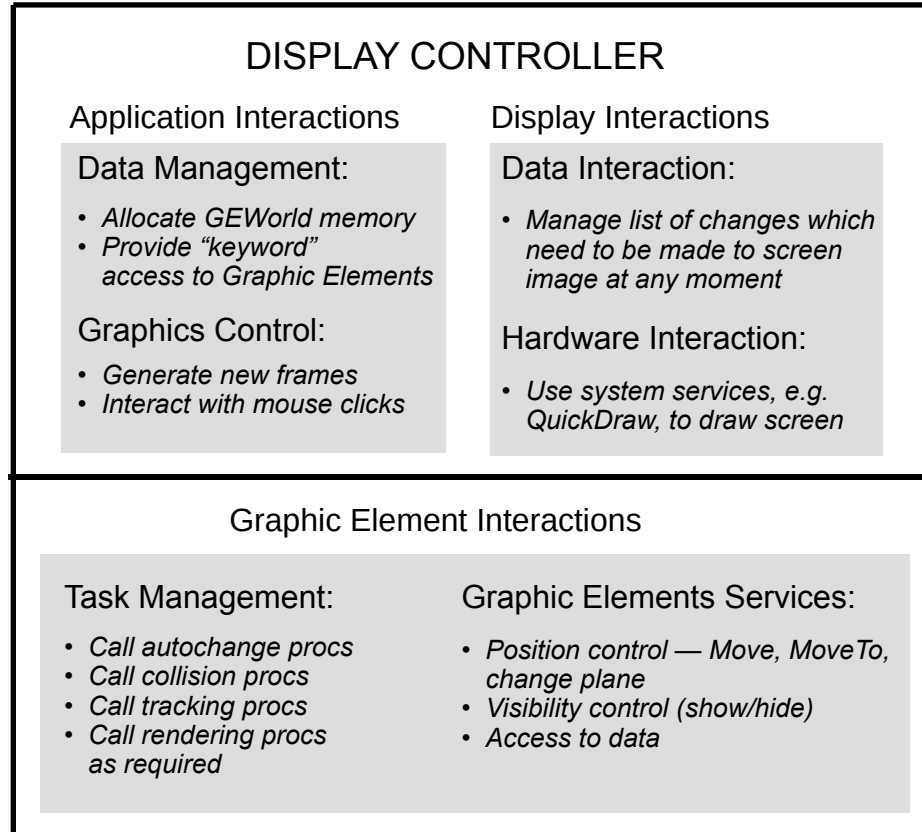 DISPLAY CONTROLLER
Application Interactions
Data Management:
• Allocate GEWorld memory
• Provide “keyword”
access to Graphic Elements
Graphics Control:
• Generate new frames
• Interact with mouse clicks
Display Interactions
Data Interaction:
• Manage list of changes which
need to be made to screen
image at any moment
Hardware Interaction:
• Use system services, e.g.
QuickDraw, to draw screen
Graphic Element Interactions
Task Management:
• Call autochange procs
• Call collision procs
• Call tracking procs
• Call rendering procs
as required
Graphic Elements Services:
• Position control — Move, MoveTo,
change plane
• Visibility control (show/hide)
• Access to data